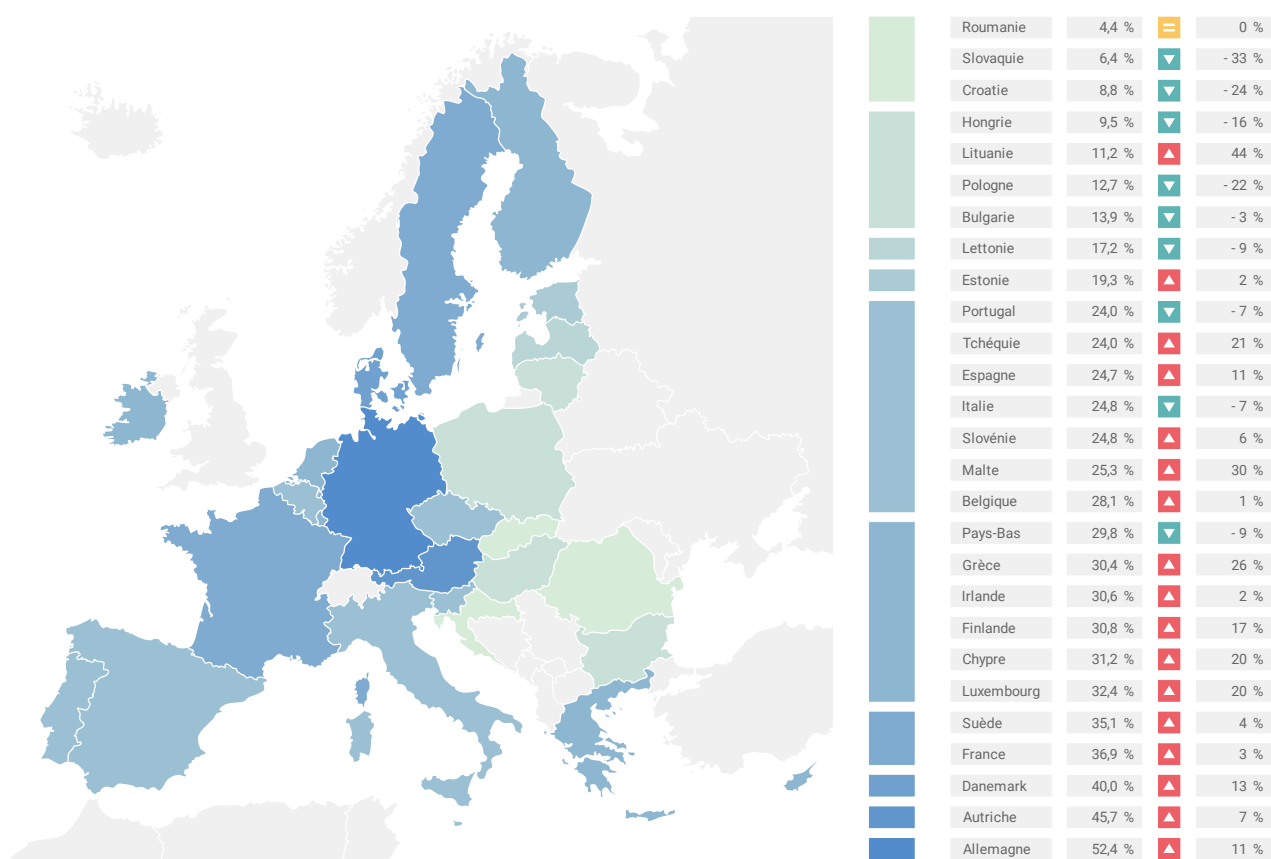 Roumanie 4,4 % = 0 %
Slovaquie 6,4 % ▼ - 33 %
Croatie 8,8 % ▼ - 24 %
Hongrie 9,5 % ▼ - 16 %
Lituanie 11,2 % ▲ 44 %
Pologne 12,7 % ▼ - 22 %
Bulgarie 13,9 % ▼ - 3 %
Lettonie 17,2 % ▼ - 9 %
Estonie 19,3 % ▲ 2 %
Portugal 24,0 % ▼ - 7 %
Tchéquie 24,0 % ▲ 21 %
Espagne 24,7 % ▲ 11 %
Italie 24,8 % ▼ - 7 %
Slovénie 24,8 % ▲ 6 %
Malte 25,3 % ▲ 30 %
Belgique 28,1 % ▲ 1 %
Pays-Bas 29,8 % ▼ - 9 %
Grèce 30,4 % ▲ 26 %
Irlande 30,6 % ▲ 2 %
Finlande 30,8 % ▲ 17 %
Chypre 31,2 % ▲ 20 %
Luxembourg 32,4 % ▲ 20 %
Suède 35,1 % ▲ 4 %
France 36,9 % ▲ 3 %
Danemark 40,0 % ▲ 13 %
Autriche 45,7 % ▲ 7 %
Allemagne 52,4 % ▲ 11 %